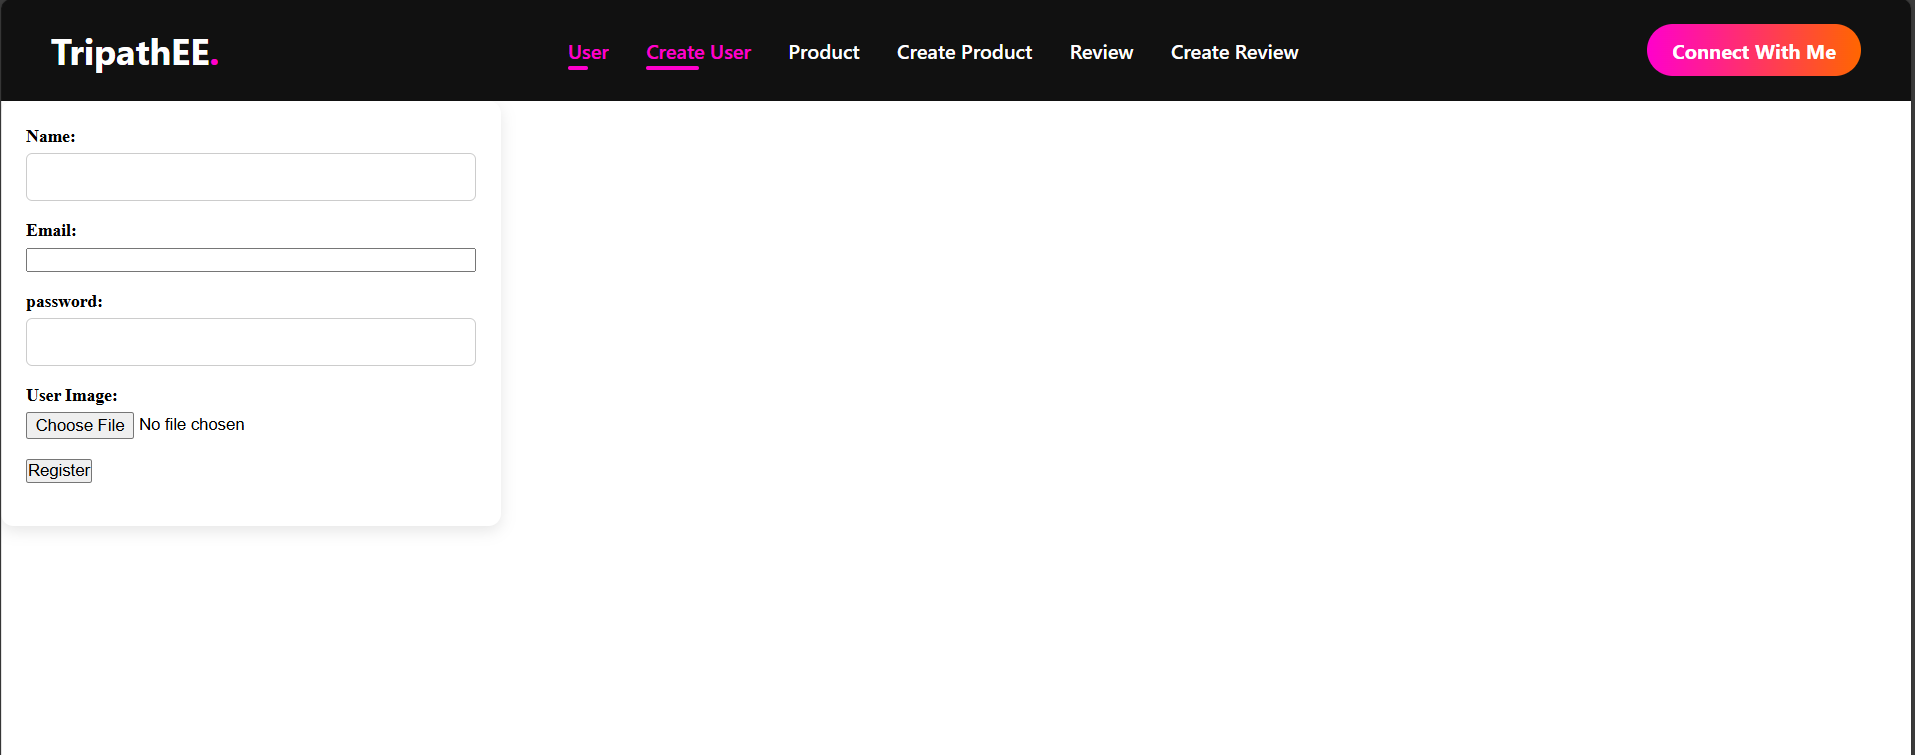 TripathEE.
User Create User Product Create Product Review Create Review
Connect With Me
Name:
Email:
password:
User Image:
Choose File No file chosen
Register